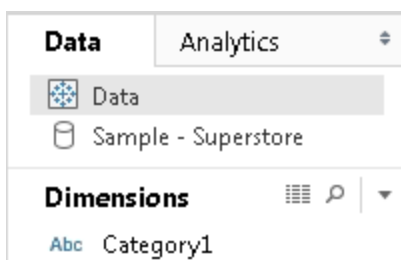 Data Analytics
Data
Sample - Superstore
Dimensions
Abc Category1